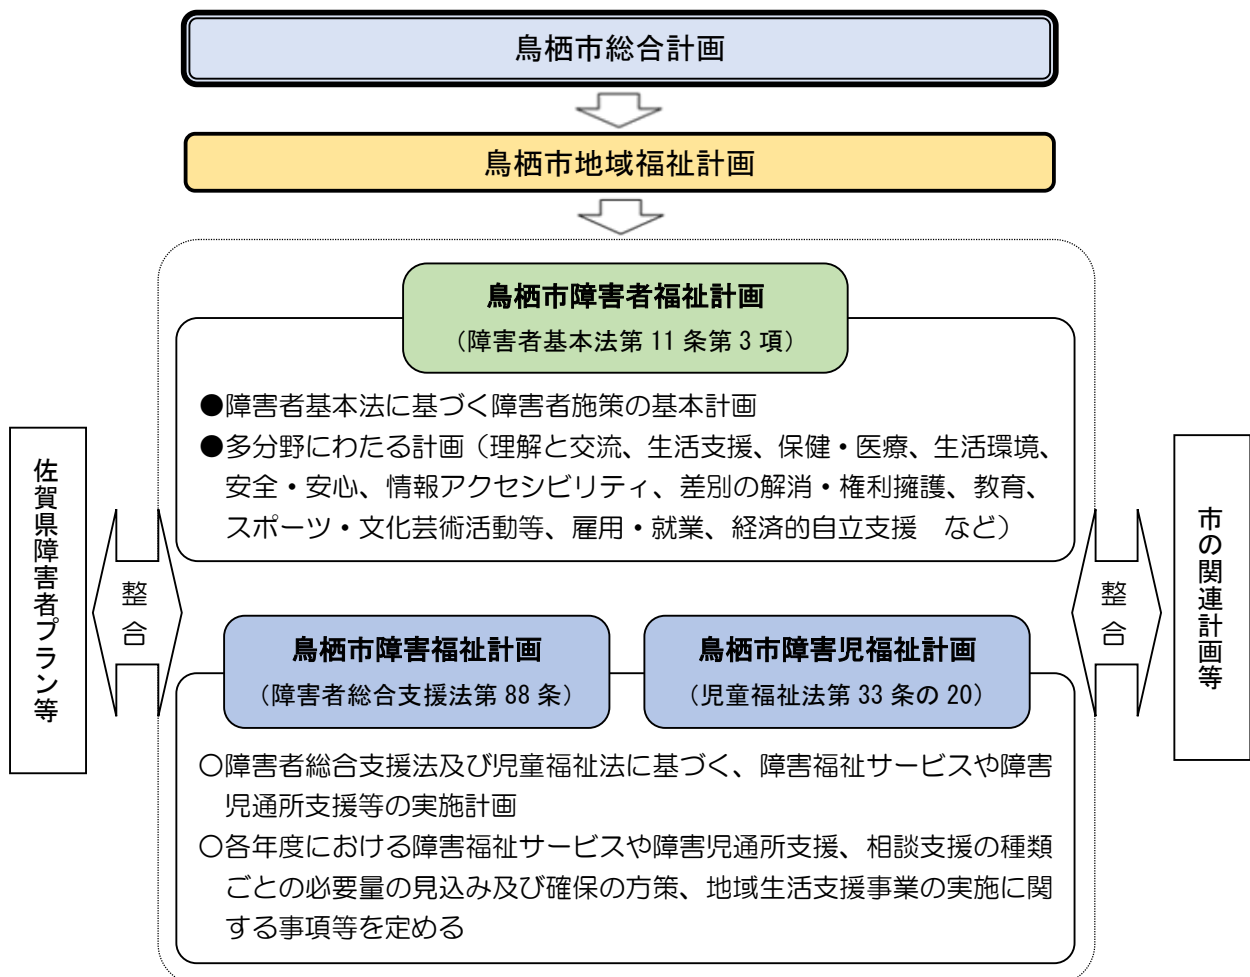 鳥栖市総合計画
鳥栖市地域福祉計画
鳥栖市障害者福祉計画
（障害者基本法第 11 条第 3 項）
●障害者基本法に基づく障害者施策の基本計画
●多分野にわたる計画（理解と交流、生活支援、保健・医療、生活環境、
安全・安心、情報アクセシビリティ、差別の解消・権利擁護、教育、
スポーツ・文化芸術活動等、雇用・就業、経済的自立支援　など）
佐賀県障害者プラン等
整合
整合
市の関連計画等
鳥栖市障害福祉計画
（障害者総合支援法第 88 条）
鳥栖市障害児福祉計画
（児童福祉法第 33 条の 20）
○障害者総合支援法及び児童福祉法に基づく、障害福祉サービスや障害
児通所支援等の実施計画
○各年度における障害福祉サービスや障害児通所支援、相談支援の種類
ごとの必要量の見込み及び確保の方策、地域生活支援事業の実施に関
する事項等を定める